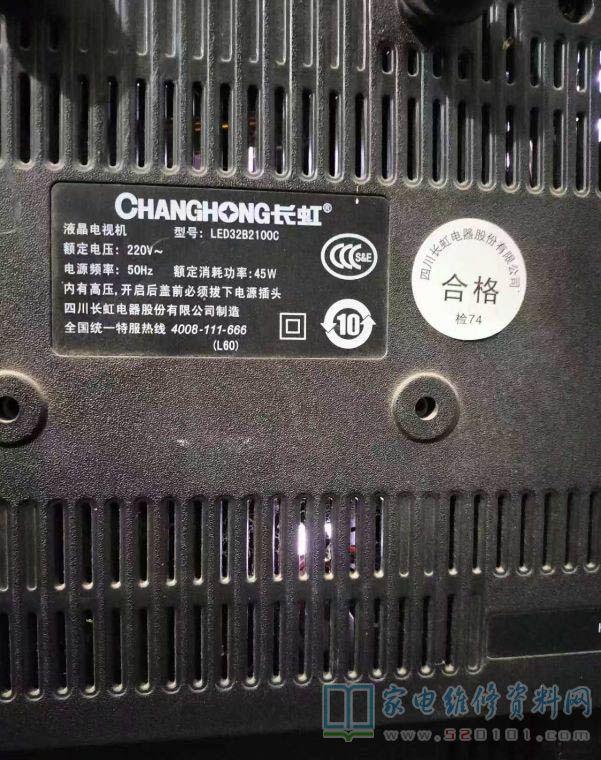 CHANGHONG长虹®
液晶电视机 型号: LED32B2100C
额定电压: 220V~
电源频率: 50Hz 额定消耗功率:45W
内有高压,开启后盖前必须拔下电源插头
四川长虹电器股份有限公司制造
全国统一特服热线 4008-111-666
(L60)
CCC S&E
10
四川长虹电器股份有限公司
合格
检74
家电维修资料网
www.520101.com